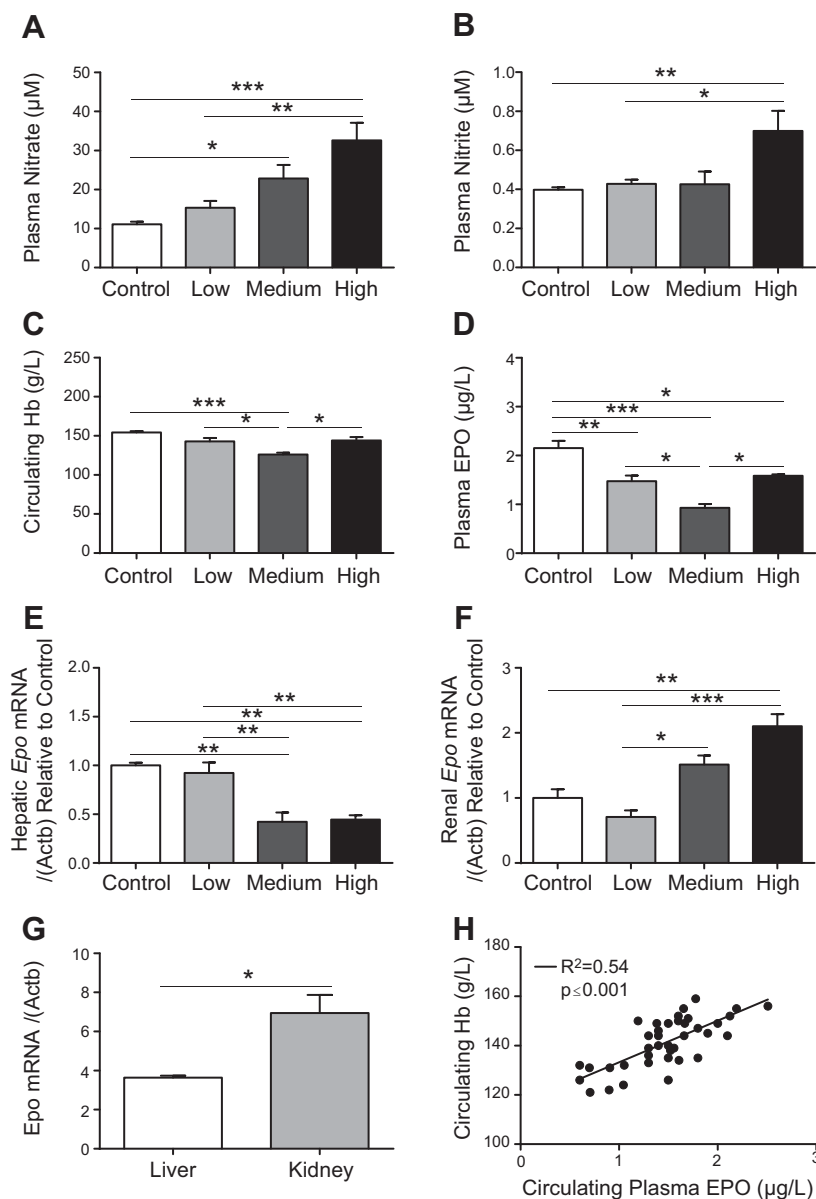 A
Plasma Nitrate (µM)
50
40
30
20
10
0
***
**
*
Control Low Medium High
B
Plasma Nitrite (µM)
1.0
0.8
0.6
0.4
0.2
0.0
**
*
Control Low Medium High
C
Circulating Hb (g/L)
250
200
150
100
50
0
***
*
*
Control Low Medium High
D
Plasma EPO (µg/L)
4
3
2
1
0
*
***
**
*
*
Control Low Medium High
E
Hepatic Epo mRNA
/(Actb) Relative to Control
2.0
1.5
1.0
0.5
0.0
**
**
**
**
Control Low Medium High
F
Renal Epo mRNA
/(Actb) Relative to Control
3
2
1
0
**
***
*
Control Low Medium High
G
Epo mRNA /(Actb)
10
8
6
4
2
0
*
Liver Kidney
H
Circulating Hb (g/L)
180
160
140
120
100
R²=0.54
p≤0.001
0 1 2 3
Circulating Plasma EPO (µg/L)